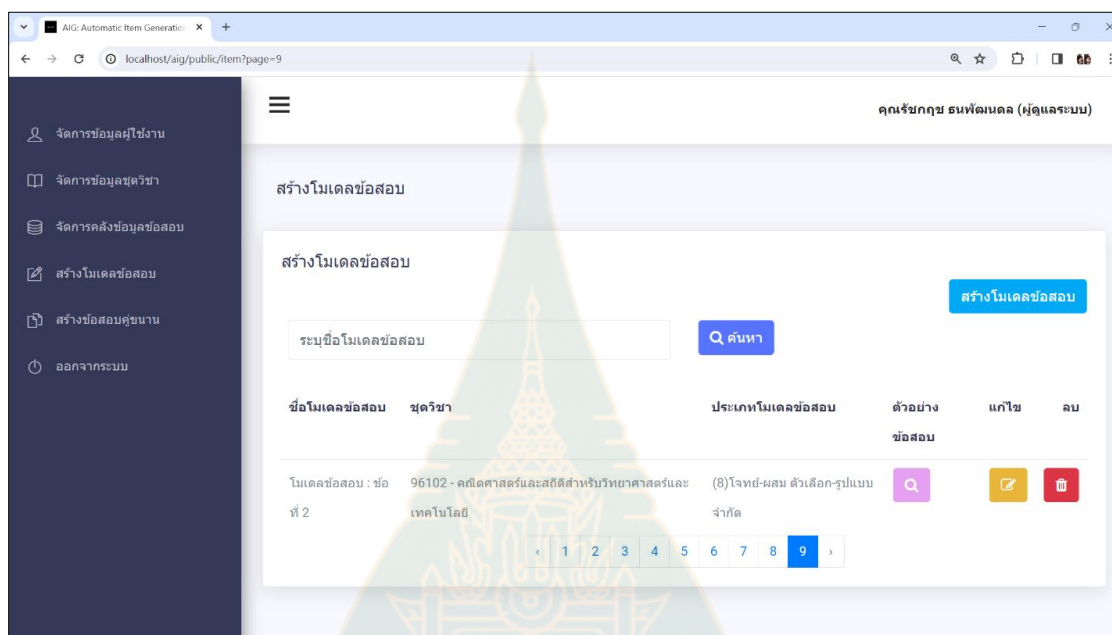 AIG: Automatic Item Generation
localhost/aig/public/item?page=9
คุณรัชกฤช ธนพัฒนดล (ผู้ดูแลระบบ)
จัดการข้อมูลผู้ใช้งาน
จัดการข้อมูลชุดวิชา
จัดการคลังข้อมูลข้อสอบ
สร้างโมเดลข้อสอบ
สร้างข้อสอบคู่ขนาน
ออกจากระบบ
สร้างโมเดลข้อสอบ
สร้างโมเดลข้อสอบ
สร้างโมเดลข้อสอบ
ระบุชื่อโมเดลข้อสอบ
ค้นหา
ชื่อโมเดลข้อสอบ ชุดวิชา ประเภทโมเดลข้อสอบ ตัวอย่าง แก้ไข ลบ
ข้อสอบ
โมเดลข้อสอบ : ข้อ 96102 - คณิตศาสตร์และสถิติสำหรับวิทยาศาสตร์และ (8)โจทย์-ผสม ตัวเลือก-รูปแบบ
ที่ 2 เทคโนโลยี จำกัด
‹ 1 2 3 4 5 6 7 8 9 ›